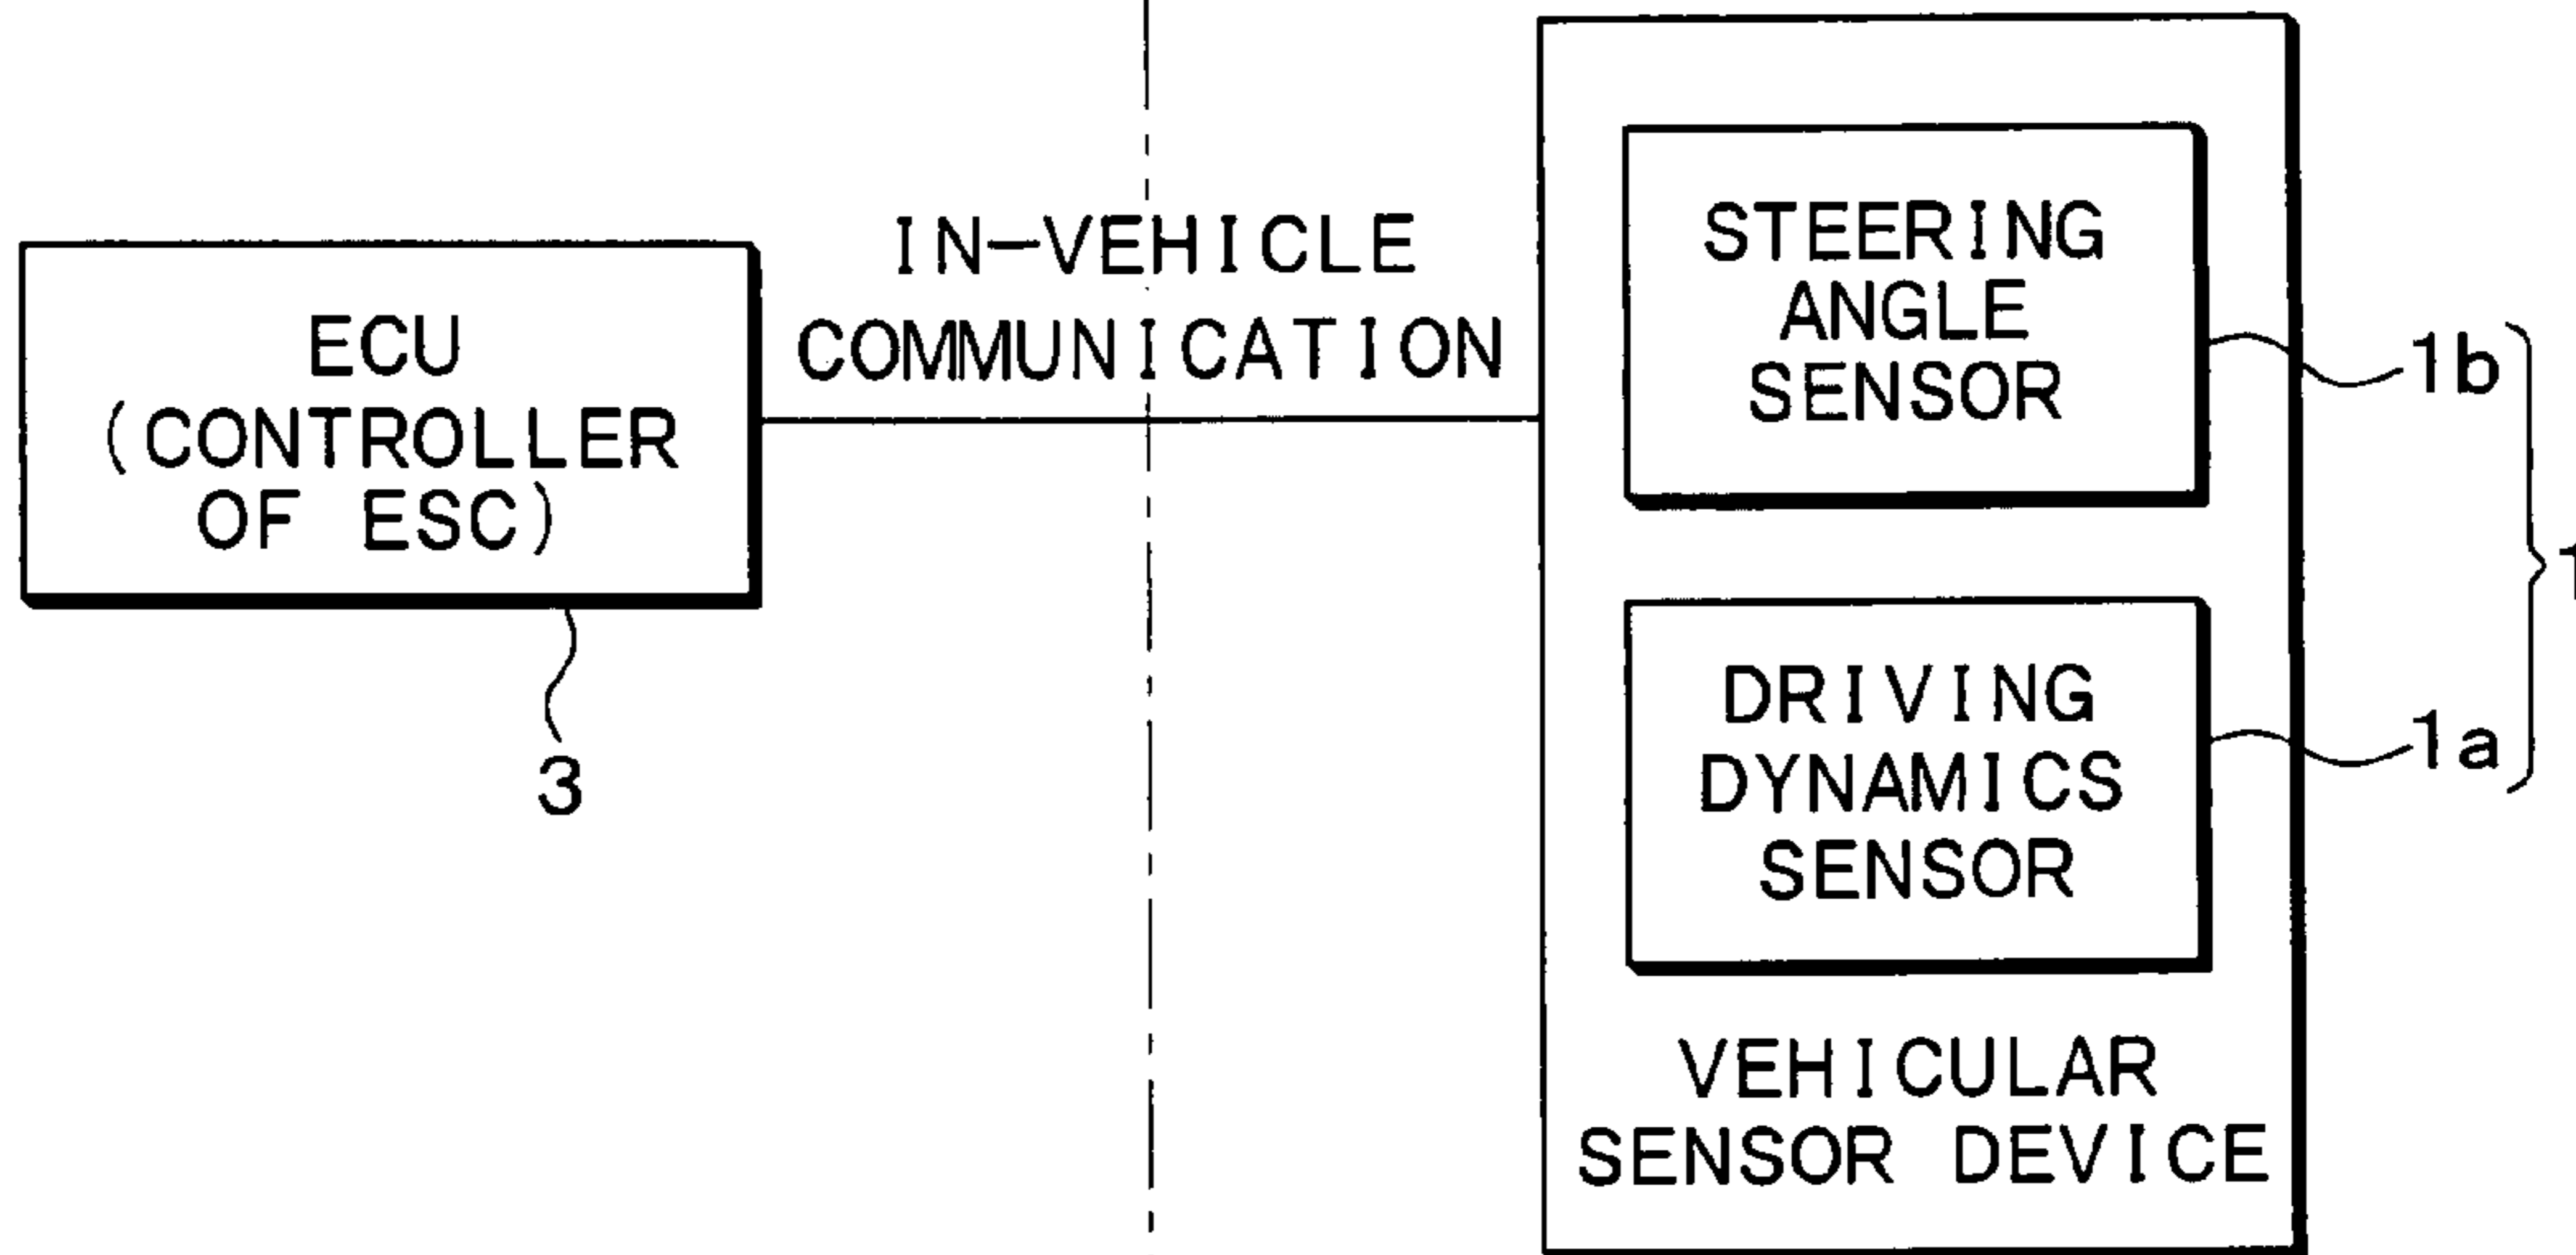 ECU
(CONTROLLER
OF ESC)
3
IN-VEHICLE
COMMUNICATION
STEERING
ANGLE
SENSOR
1b
DRIVING
DYNAMICS
SENSOR
1a
1
VEHICULAR
SENSOR DEVICE